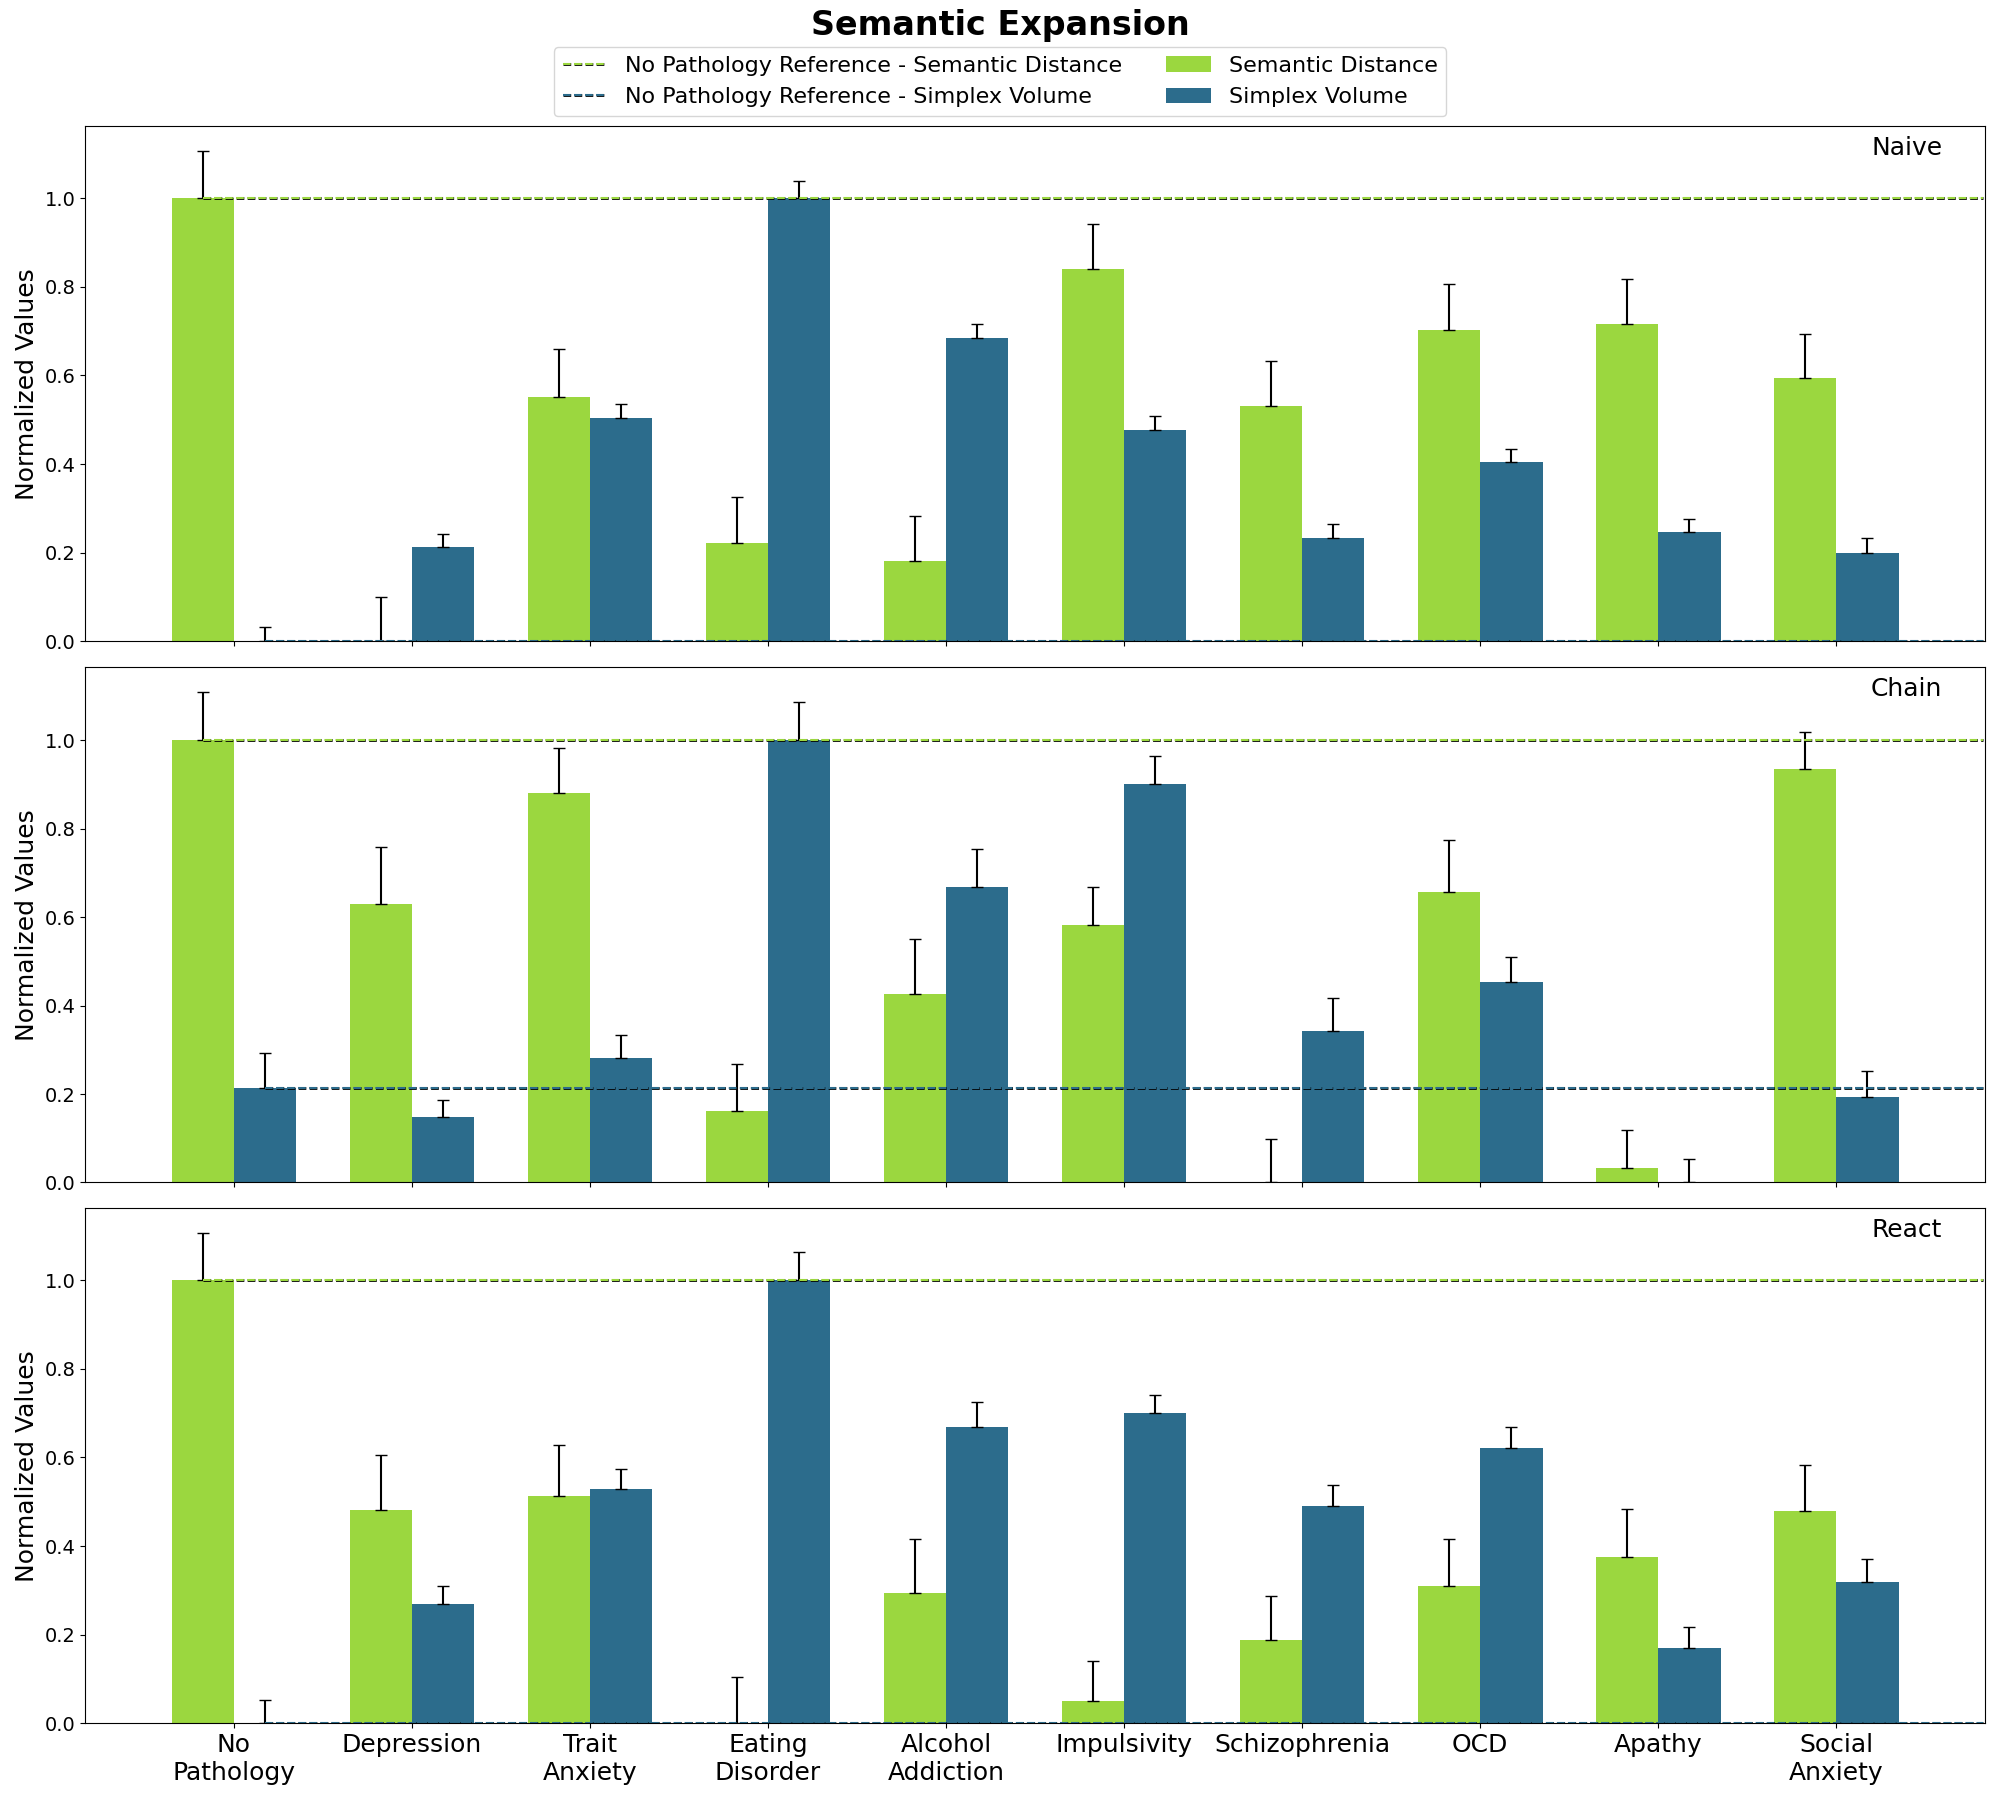 Semantic Expansion
No Pathology Reference - Semantic Distance
No Pathology Reference - Simplex Volume
Semantic Distance
Simplex Volume
Naive
Normalized Values
1.0
0.8
0.6
0.4
0.2
0.0
Chain
Normalized Values
1.0
0.8
0.6
0.4
0.2
0.0
React
Normalized Values
1.0
0.8
0.6
0.4
0.2
0.0
No
Pathology
Depression
Trait
Anxiety
Eating
Disorder
Alcohol
Addiction
Impulsivity
Schizophrenia
OCD
Apathy
Social
Anxiety